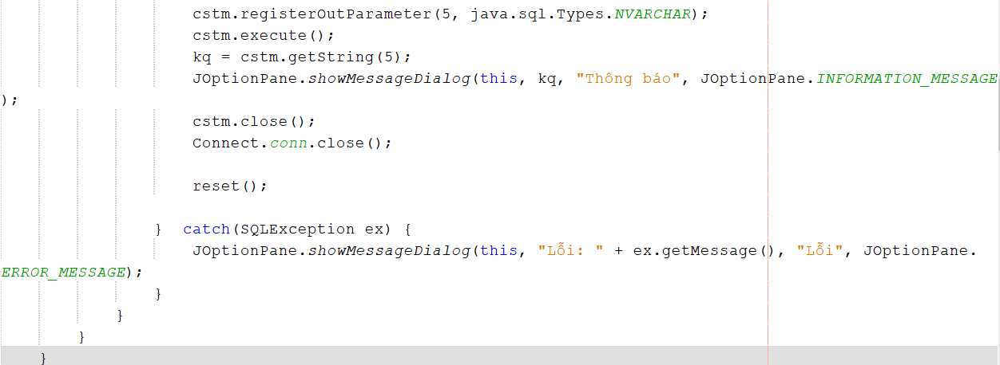 cstm.registerOutParameter(5, java.sql.Types.NVARCHAR);
cstm.execute();
kq = cstm.getString(5);
JOptionPane.showMessageDialog(this, kq, "Thông báo", JOptionPane.INFORMATION_MESSAGE
);
cstm.close();
Connect.conn.close();
reset();
} catch(SQLException ex) {
JOptionPane.showMessageDialog(this, "Lỗi: " + ex.getMessage(), "Lỗi", JOptionPane.
ERROR_MESSAGE);
}
}
}
}